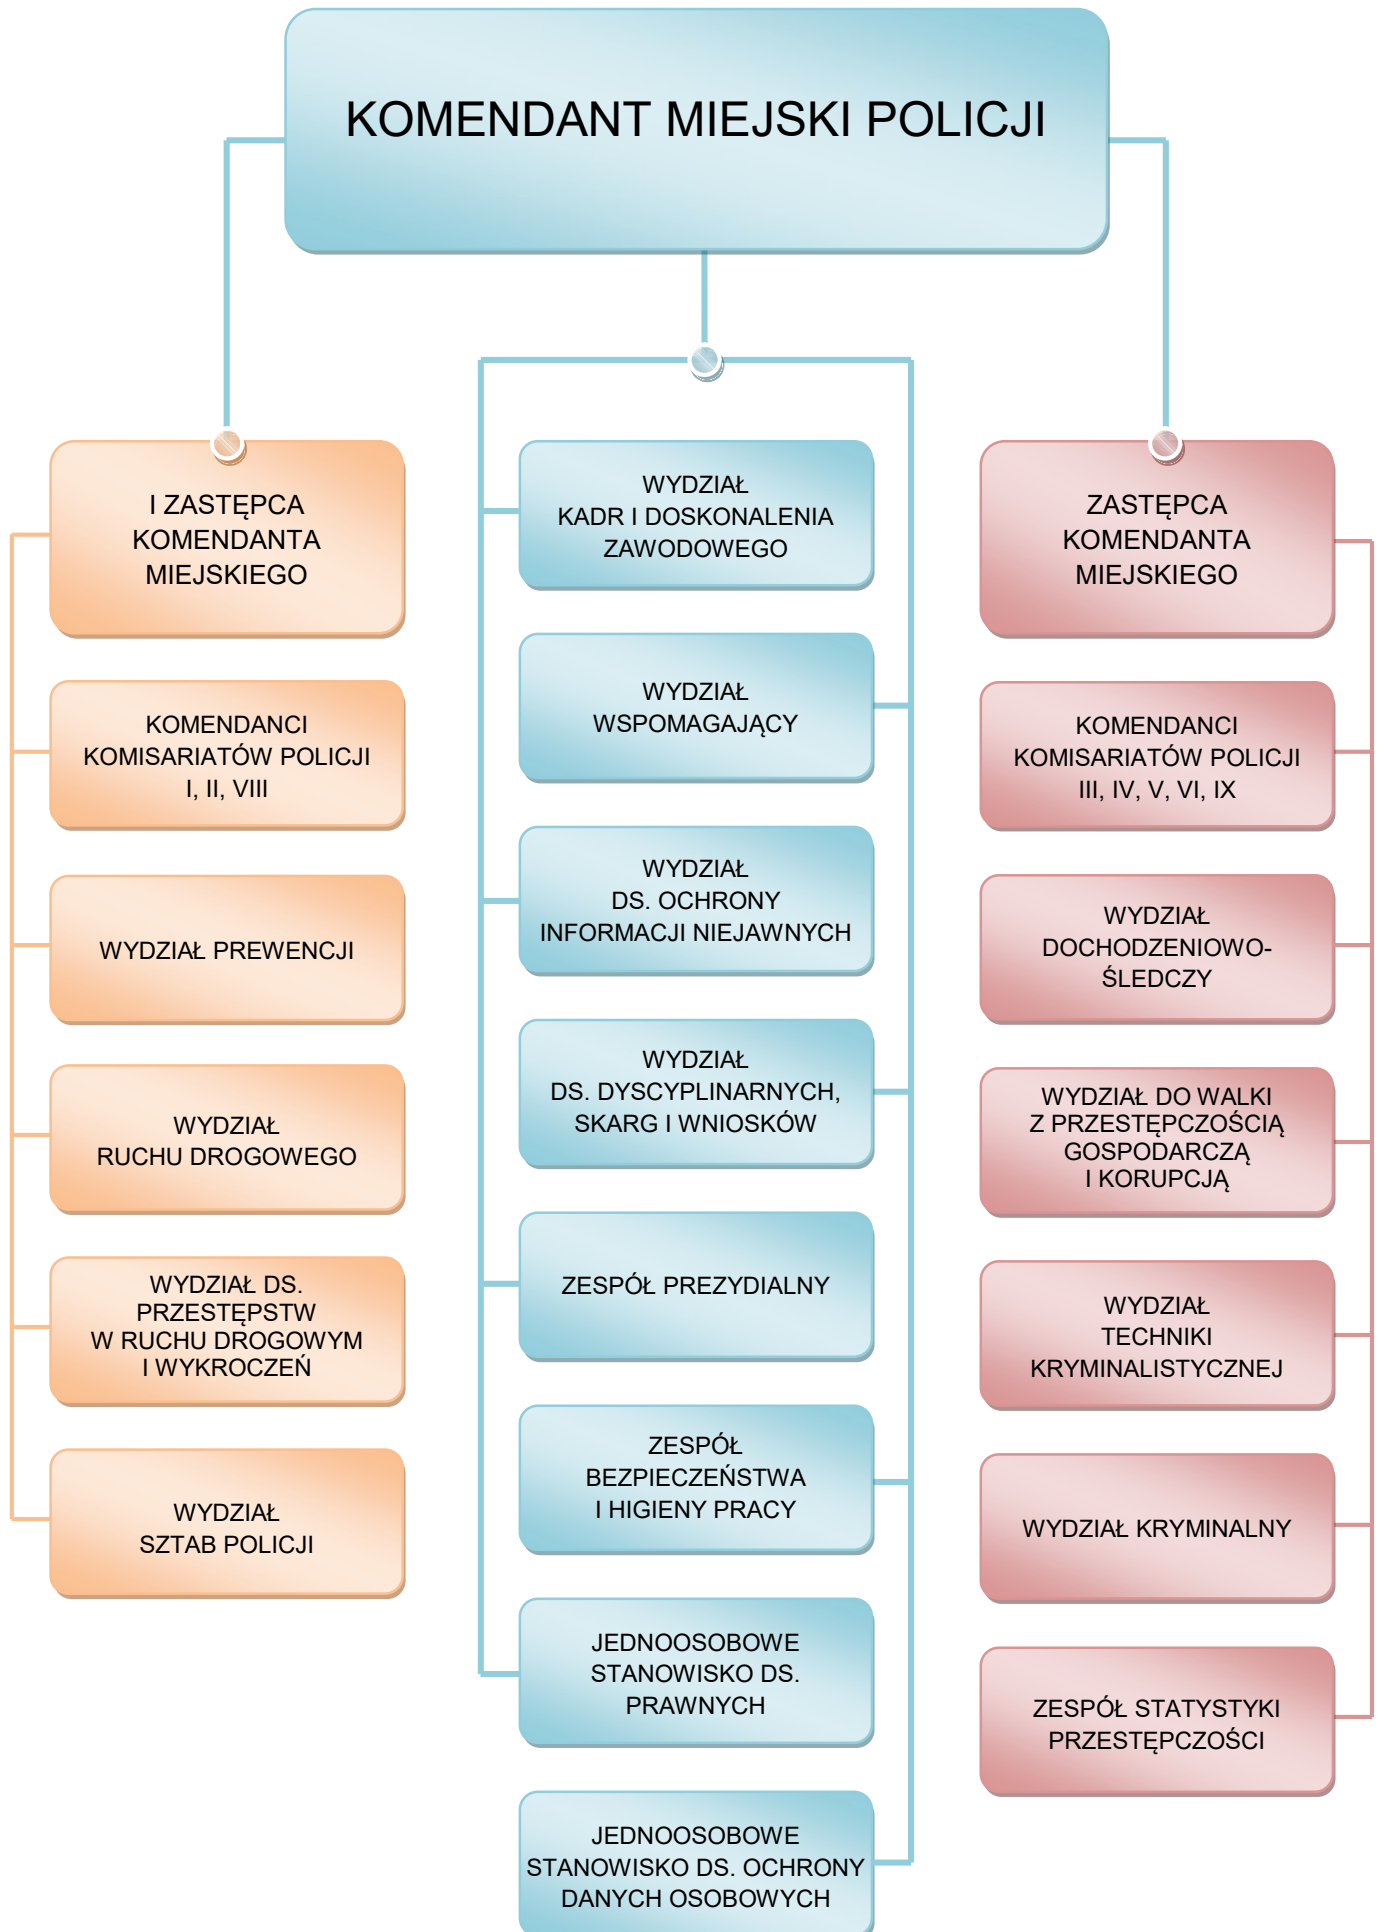 KOMENDANT MIEJSKI POLICJI
I ZASTĘPCA
KOMENDANTA
MIEJSKIEGO
KOMENDANCI
KOMISARIATÓW POLICJI
I, II, VIII
WYDZIAŁ PREWENCJI
WYDZIAŁ
RUCHU DROGOWEGO
WYDZIAŁ DS.
PRZESTĘPSTW
W RUCHU DROGOWYM
I WYKROCZEŃ
WYDZIAŁ
SZTAB POLICJI
WYDZIAŁ
KADR I DOSKONALENIA
ZAWODOWEGO
WYDZIAŁ
WSPOMAGAJĄCY
WYDZIAŁ
DS. OCHRONY
INFORMACJI NIEJAWNYCH
WYDZIAŁ
DS. DYSCYPLINARNYCH,
SKARG I WNIOSKÓW
ZESPÓŁ PREZYDIALNY
ZESPÓŁ
BEZPIECZEŃSTWA
I HIGIENY PRACY
JEDNOOSOBOWE
STANOWISKO DS.
PRAWNYCH
JEDNOOSOBOWE
STANOWISKO DS. OCHRONY
DANYCH OSOBOWYCH
ZASTĘPCA
KOMENDANTA
MIEJSKIEGO
KOMENDANCI
KOMISARIATÓW POLICJI
III, IV, V, VI, IX
WYDZIAŁ
DOCHODZENIOWO-
ŚLEDCZY
WYDZIAŁ DO WALKI
Z PRZESTĘPCZOŚCIĄ
GOSPODARCZĄ
I KORUPCJĄ
WYDZIAŁ
TECHNIKI
KRYMINALISTYCZNEJ
WYDZIAŁ KRYMINALNY
ZESPÓŁ STATYSTYKI
PRZESTĘPCZOŚCI